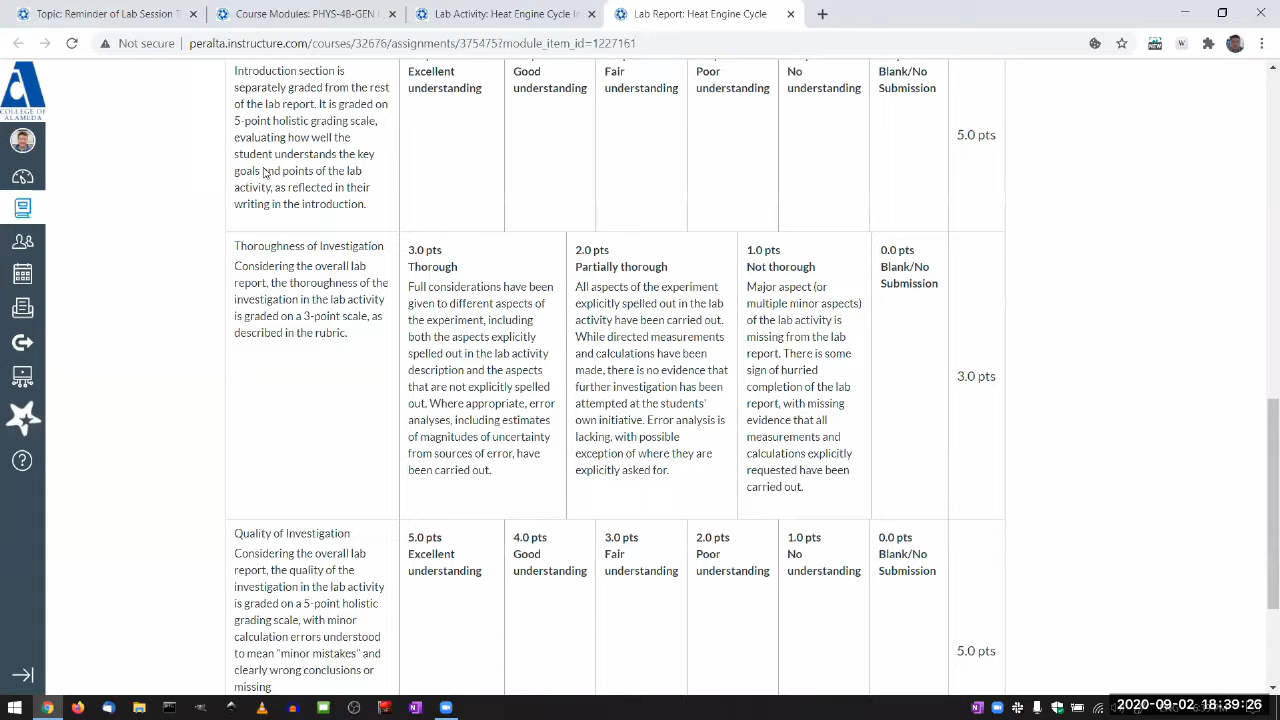 Topic: Reminder of Lab Session T
Course Modules: PHYS-4B-GEN
Lab Activity: Heat Engine Cycle
Lab Report: Heat Engine Cycle
Not secure
peralta.instructure.com/courses/32676/assignments/375475?module_item_id=1227161
NEW
W
COLLEGE OF
ALAMEDA
Introduction section is
separately graded from the rest
of the lab report. It is graded on
5-point holistic grading scale,
evaluating how well the
student understands the key
goals and points of the lab
activity, as reflected in their
writing in the introduction.
Excellent
understanding
Good
understanding
Fair
understanding
Poor
understanding
No
understanding
Blank/No
Submission
5.0 pts
Thoroughness of Investigation
Considering the overall lab
report, the thoroughness of the
investigation in the lab activity
is graded on a 3-point scale, as
described in the rubric.
3.0 pts
Thorough
Full considerations have been
given to different aspects of
the experiment, including
both the aspects explicitly
spelled out in the lab activity
description and the aspects
that are not explicitly spelled
out. Where appropriate, error
analyses, including estimates
of magnitudes of uncertainty
from sources of error, have
been carried out.
2.0 pts
Partially thorough
All aspects of the experiment
explicitly spelled out in the lab
activity have been carried out.
While directed measurements
and calculations have been
made, there is no evidence that
further investigation has been
attempted at the students'
own initiative. Error analysis is
lacking, with possible
exception of where they are
explicitly asked for.
1.0 pts
Not thorough
Major aspect (or
multiple minor aspects)
of the lab activity is
missing from the lab
report. There is some
sign of hurried
completion of the lab
report, with missing
evidence that all
measurements and
calculations explicitly
requested have been
carried out.
0.0 pts
Blank/No
Submission
3.0 pts
Quality of Investigation
Considering the overall lab
report, the quality of the
investigation in the lab activity
is graded on a 5-point holistic
grading scale, with minor
calculation errors understood
to mean "minor mistakes" and
clearly wrong conclusions or
missing
5.0 pts
Excellent
understanding
4.0 pts
Good
understanding
3.0 pts
Fair
understanding
2.0 pts
Poor
understanding
1.0 pts
No
understanding
0.0 pts
Blank/No
Submission
5.0 pts
2020-09-02 18:39:26